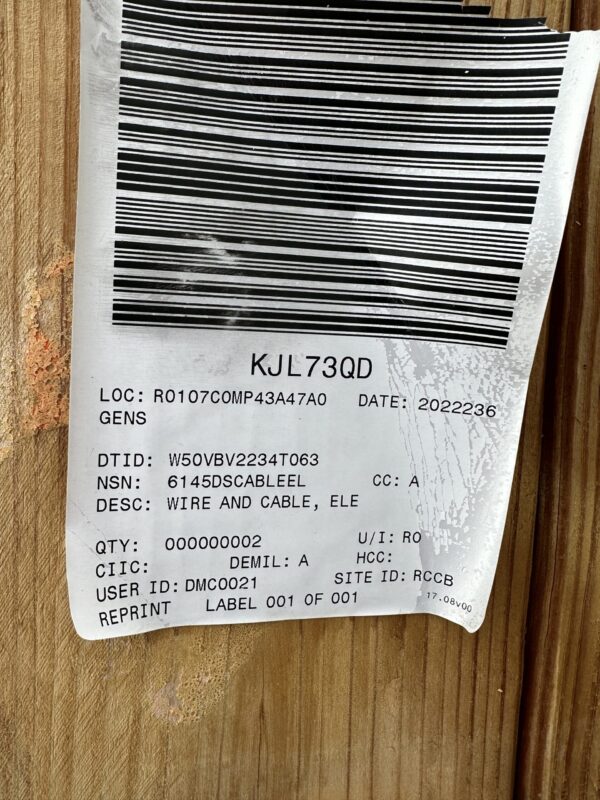 KJL73QD
LOC: R0107COMP43A47A0 DATE: 2022236
GENS
DTID: W50VBV2234T063
NSN: 6145DSCABLEEL CC: A
DESC: WIRE AND CABLE, ELE
QTY: 000000002 U/I: RO
CIIC: DEMIL: A HCC:
USER ID: DMC0021 SITE ID: RCCB
REPRINT LABEL 001 OF 001 17.08v00